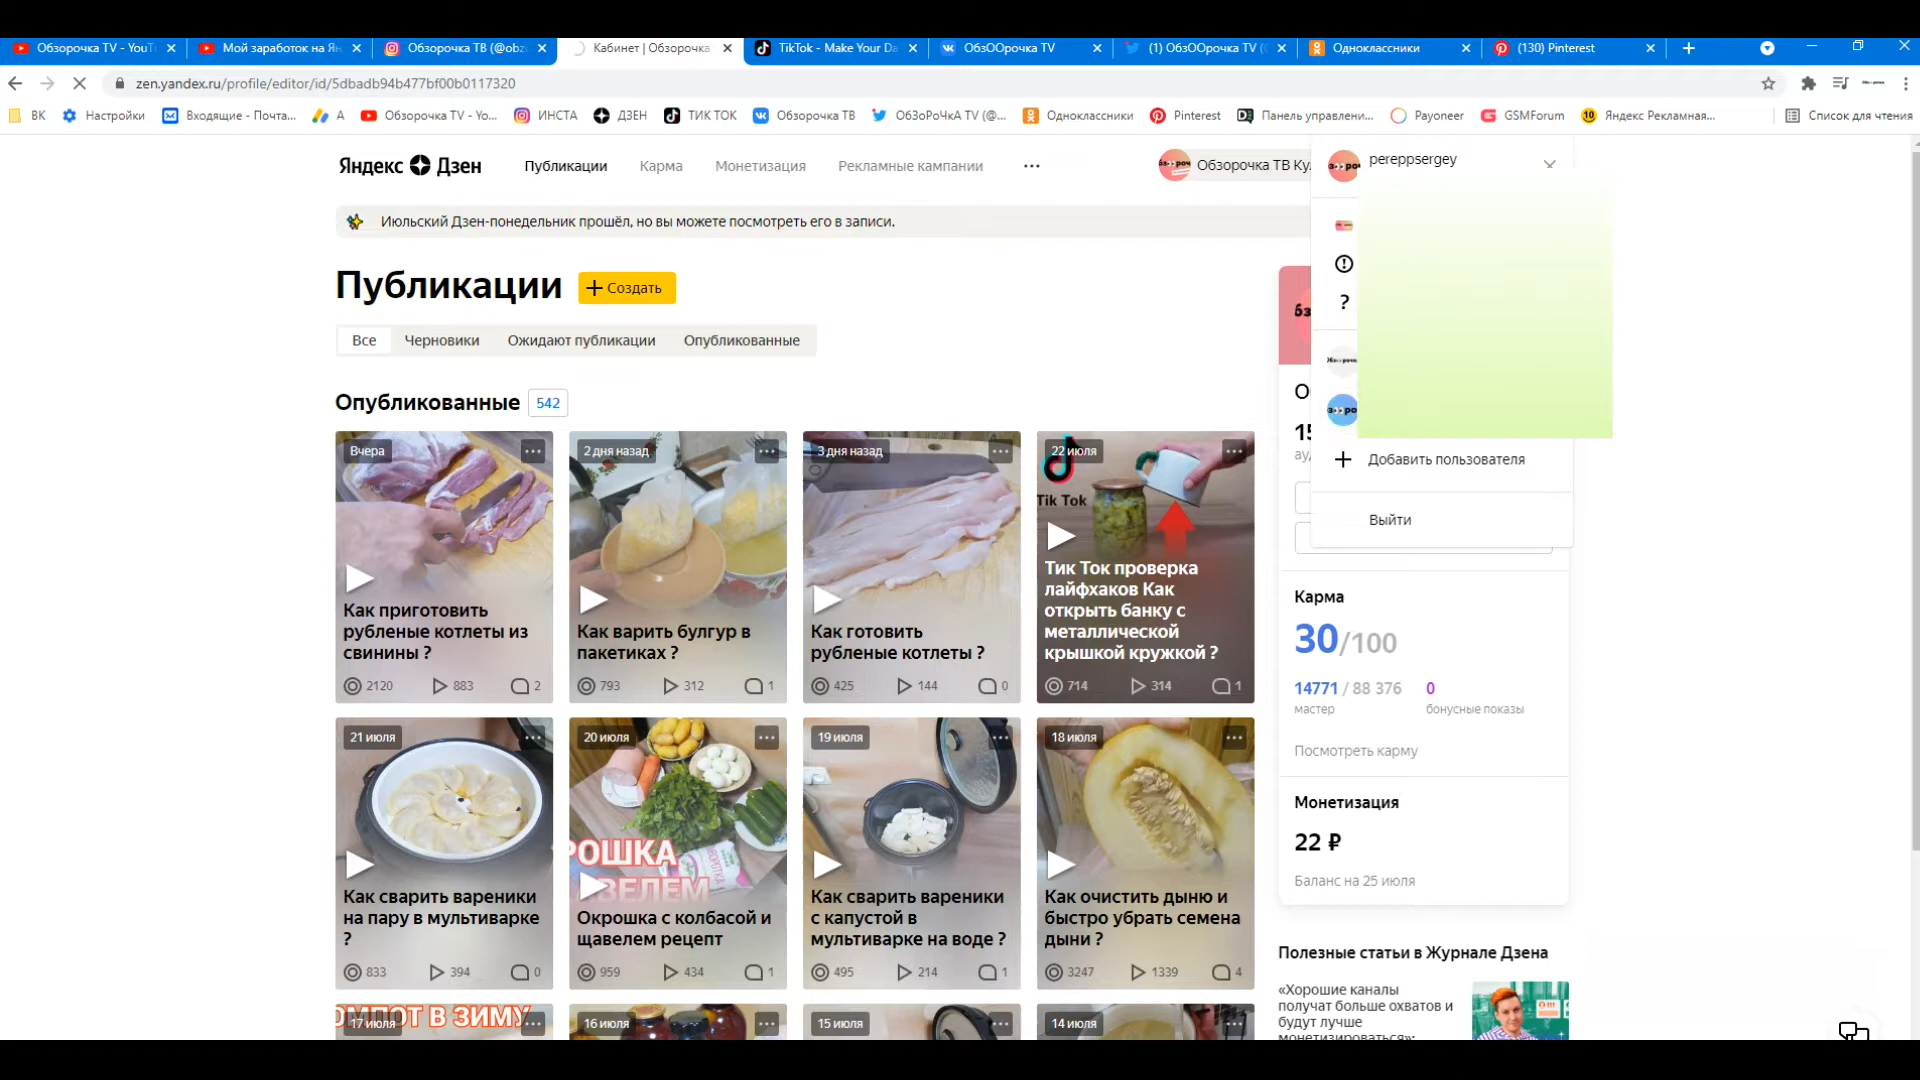 Обзорочка TV - YouT
Мой заработок на Ян
Обзорочка ТВ (@obz
Кабинет | Обзорочка
TikTok - Make Your Da
ОбзООрочка TV
(1) ОбзООрочка TV (
Одноклассники
(130) Pinterest
zen.yandex.ru/profile/editor/id/5dbadb94b477bf00b0117320
ВК
Настройки
Входящие - Почта...
А
Обзорочка TV - Yo...
ИНСТА
ДЗЕН
ТИК ТОК
Обзорочка ТВ
ОбЗоРоЧкА TV (@...
Одноклассники
Pinterest
Панель управлени...
Payoneer
GSMForum
Яндекс Рекламная...
Список для чтения
Яндекс Дзен
Публикации
Карма
Монетизация
Рекламные кампании
Обзорочка ТВ Ку
pereppsergey
Июльский Дзен-понедельник прошёл, но вы можете посмотреть его в записи.
Публикации
Создать
Все
Черновики
Ожидают публикации
Опубликованные
Опубликованные 542
Добавить пользователя
Выйти
Вчера
Как приготовить
рубленые котлеты из
свинины ?
2120 883 2
2 дня назад
Как варить булгур в
пакетиках ?
793 312 1
3 дня назад
Как готовить
рубленые котлеты ?
425 144 0
22 июля
Tik Tok
Тик Ток проверка
лайфхаков Как
открыть банку с
металлической
крышкой кружкой ?
714 314 1
21 июля
Как сварить вареники
на пару в мультиварке
?
833 394 0
20 июля
РОШКА
АВЕЛЕМ
Окрошка с колбасой и
щавелем рецепт
959 434 1
19 июля
Как сварить вареники
с капустой в
мультиварке на воде ?
495 214 1
18 июля
Как очистить дыню и
быстро убрать семена
дыни ?
3247 1339 4
17 июля
ОМПОТ В ЗИМУ
16 июля
15 июля
14 июля
О
15
ауд
Карма
30/100
14771 / 88 376
мастер
0
бонусные показы
Посмотреть карму
Монетизация
22 ₽
Баланс на 25 июля
Полезные статьи в Журнале Дзена
«Хорошие каналы
получат больше охватов и
будут лучше
монетизироваться»: